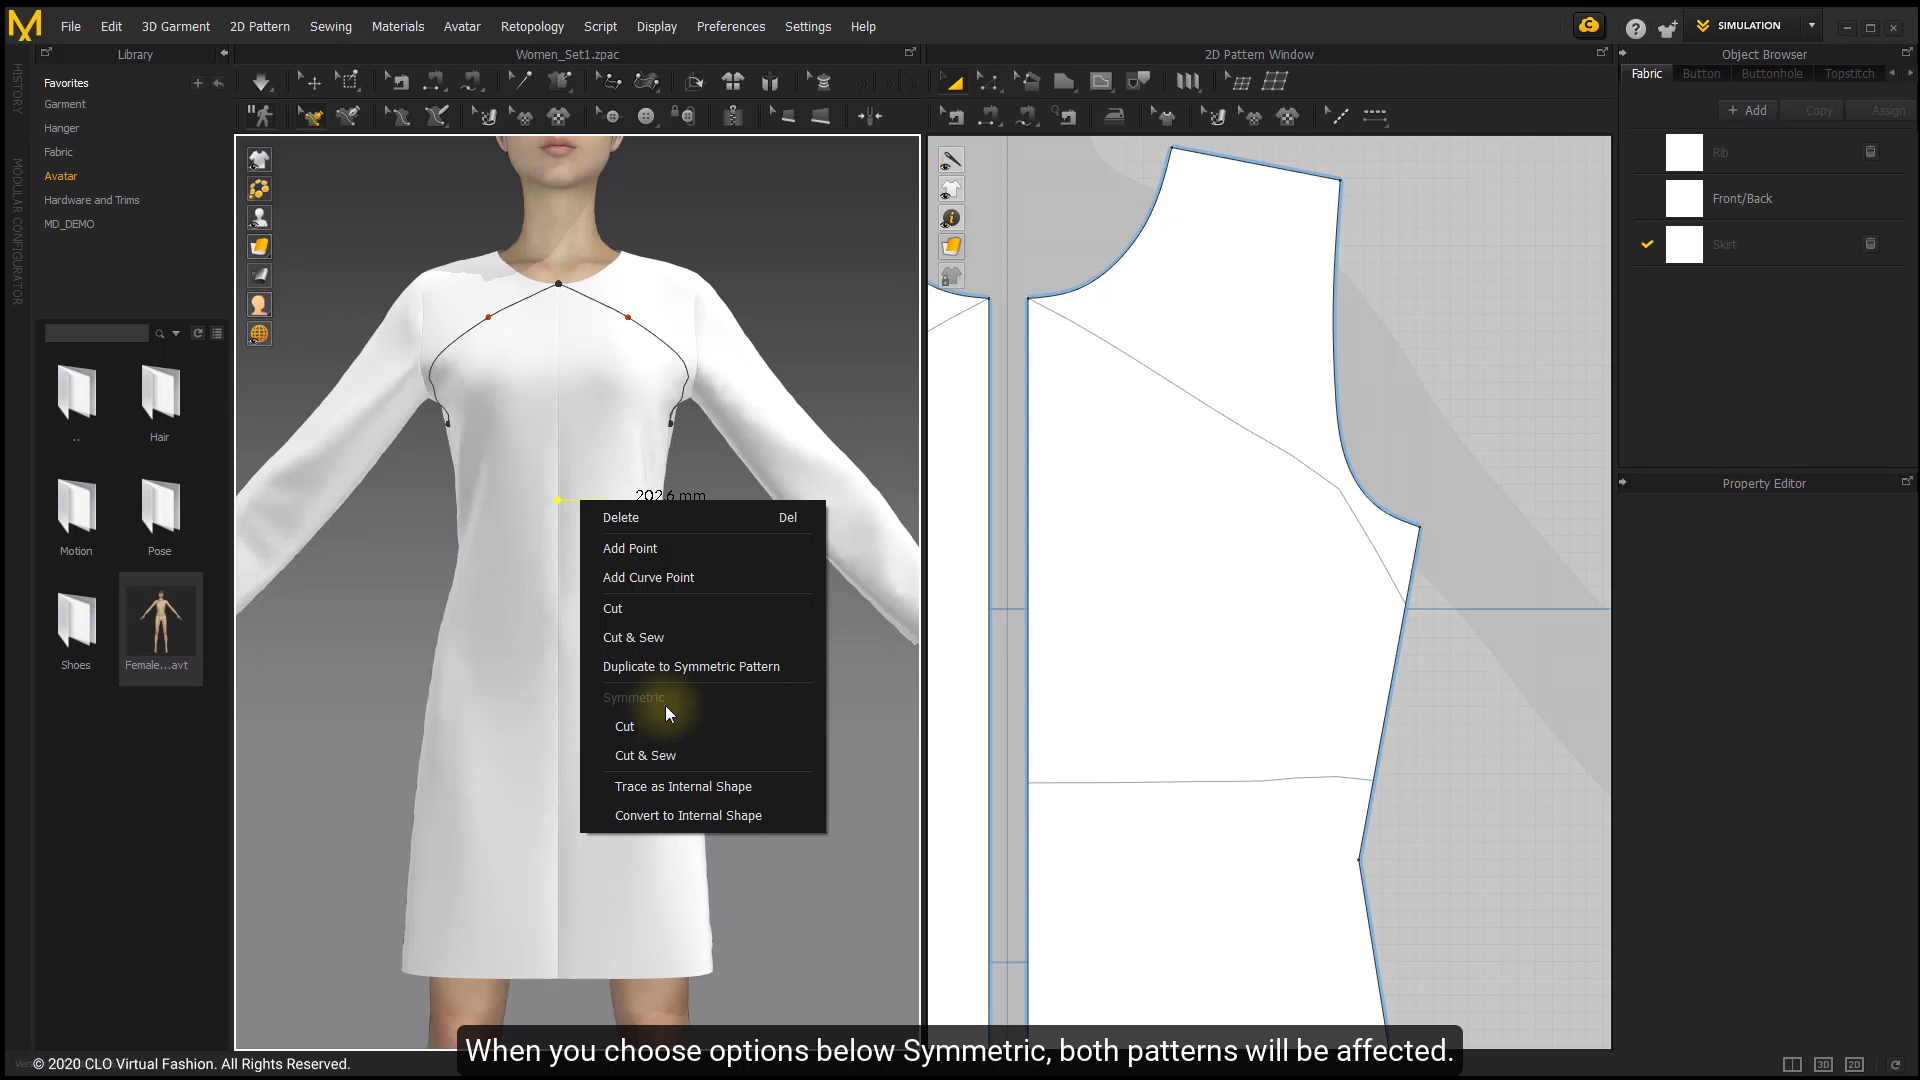 File Edit 3D Garment 2D Pattern Sewing Materials Avatar Retopology Script Display Preferences Settings Help
SIMULATION
Library
Women_Set1.zpac
2D Pattern Window
Object Browser
HISTORY
MODULAR CONFIGURATOR
Favorites
Garment
Hanger
Fabric
Avatar
Hardware and Trims
MD_DEMO
..
Hair
Motion
Pose
Shoes
Female...avt
Fabric Button Buttonhole Topstitch
+ Add Copy Assign
Rib
Front/Back
Skirt
Property Editor
202.6 mm
Delete Del
Add Point
Add Curve Point
Cut
Cut & Sew
Duplicate to Symmetric Pattern
Symmetric
Cut
Cut & Sew
Trace as Internal Shape
Convert to Internal Shape
When you choose options below Symmetric, both patterns will be affected.
© 2020 CLO Virtual Fashion. All Rights Reserved.
3D
2D